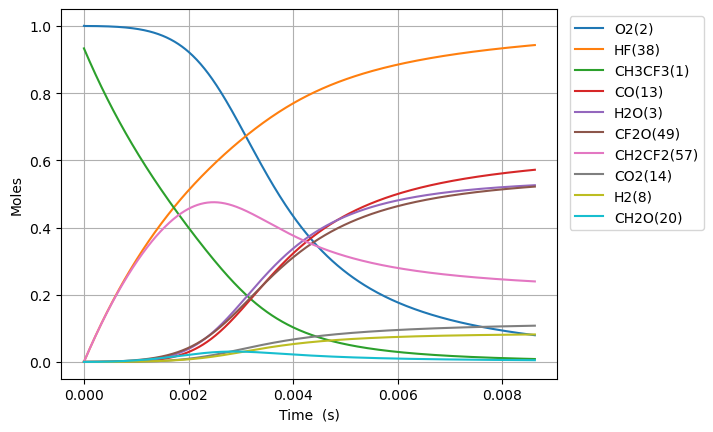 1.0
0.8
0.6
0.4
0.2
0.0
Moles
0.000
0.002
0.004
0.006
0.008
Time (s)
O2(2)
HF(38)
CH3CF3(1)
CO(13)
H2O(3)
CF2O(49)
CH2CF2(57)
CO2(14)
H2(8)
CH2O(20)